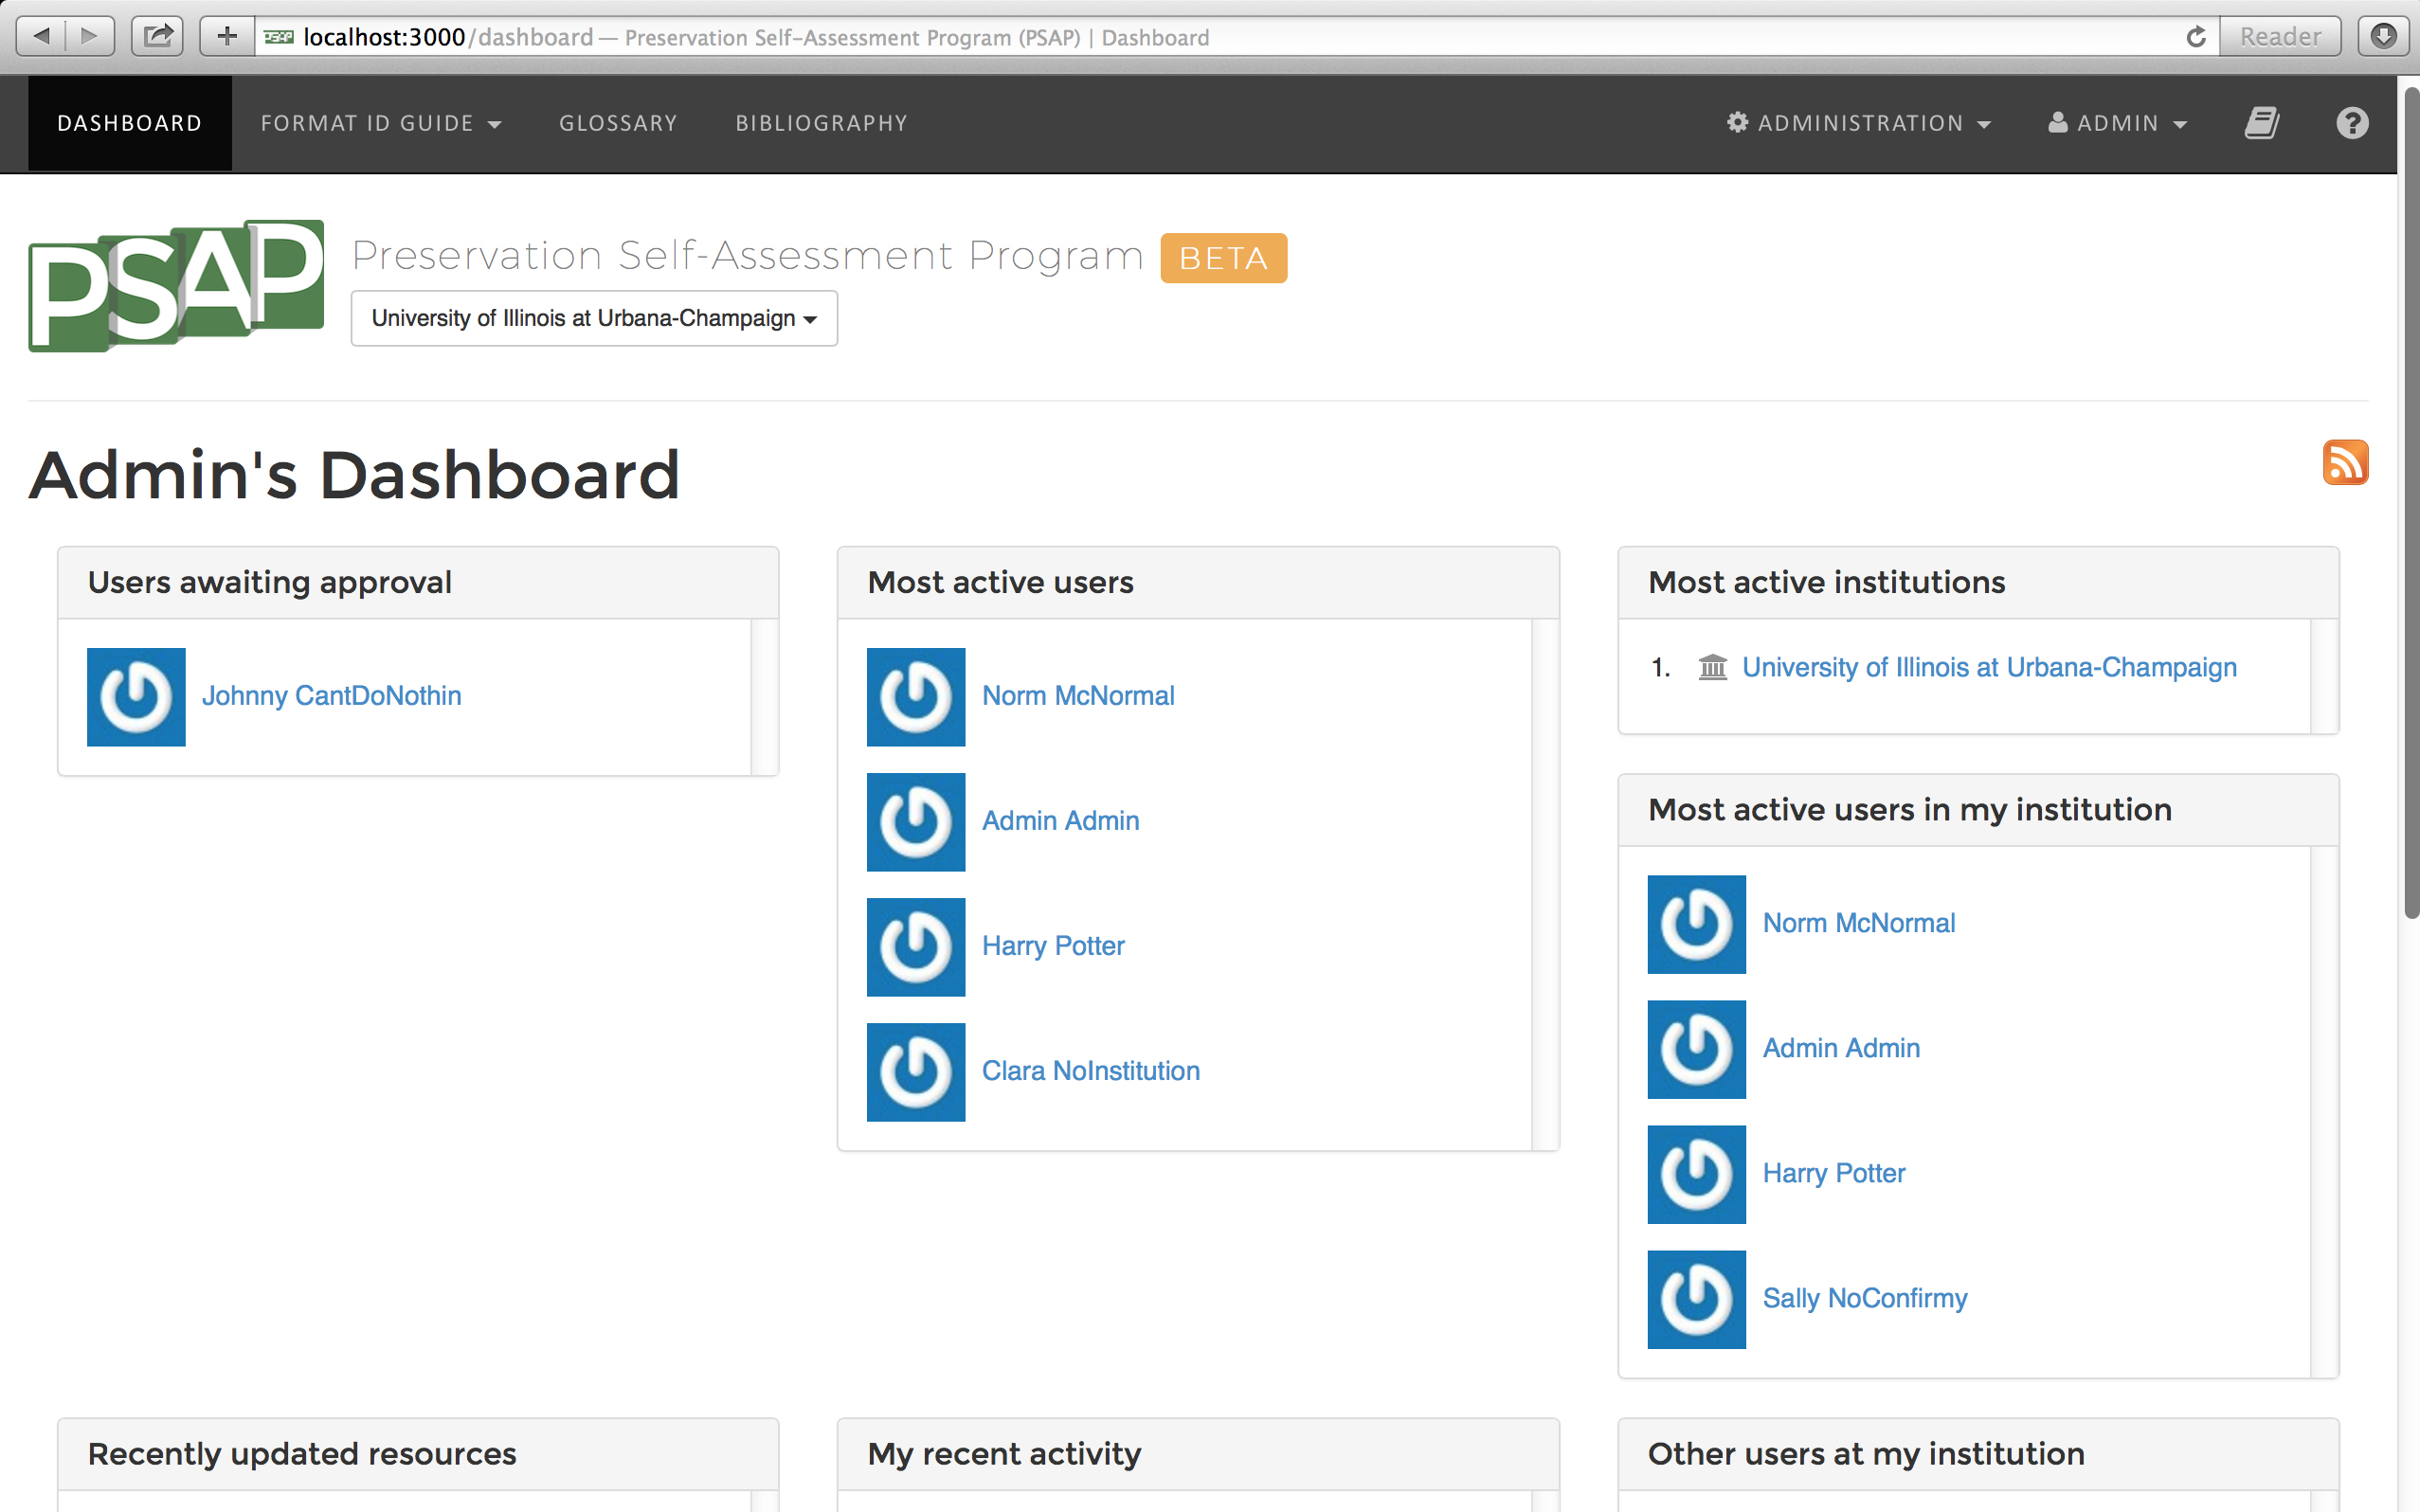 localhost:3000/dashboard — Preservation Self-Assessment Program (PSAP) | Dashboard
Reader
DASHBOARD
FORMAT ID GUIDE
GLOSSARY
BIBLIOGRAPHY
ADMINISTRATION
ADMIN
?
PSAP
Preservation Self-Assessment Program BETA
University of Illinois at Urbana-Champaign
Admin's Dashboard
Users awaiting approval
Johnny CantDoNothin
Most active users
Norm McNormal
Admin Admin
Harry Potter
Clara NoInstitution
Most active institutions
1. University of Illinois at Urbana-Champaign
Most active users in my institution
Norm McNormal
Admin Admin
Harry Potter
Sally NoConfirmy
Recently updated resources
My recent activity
Other users at my institution